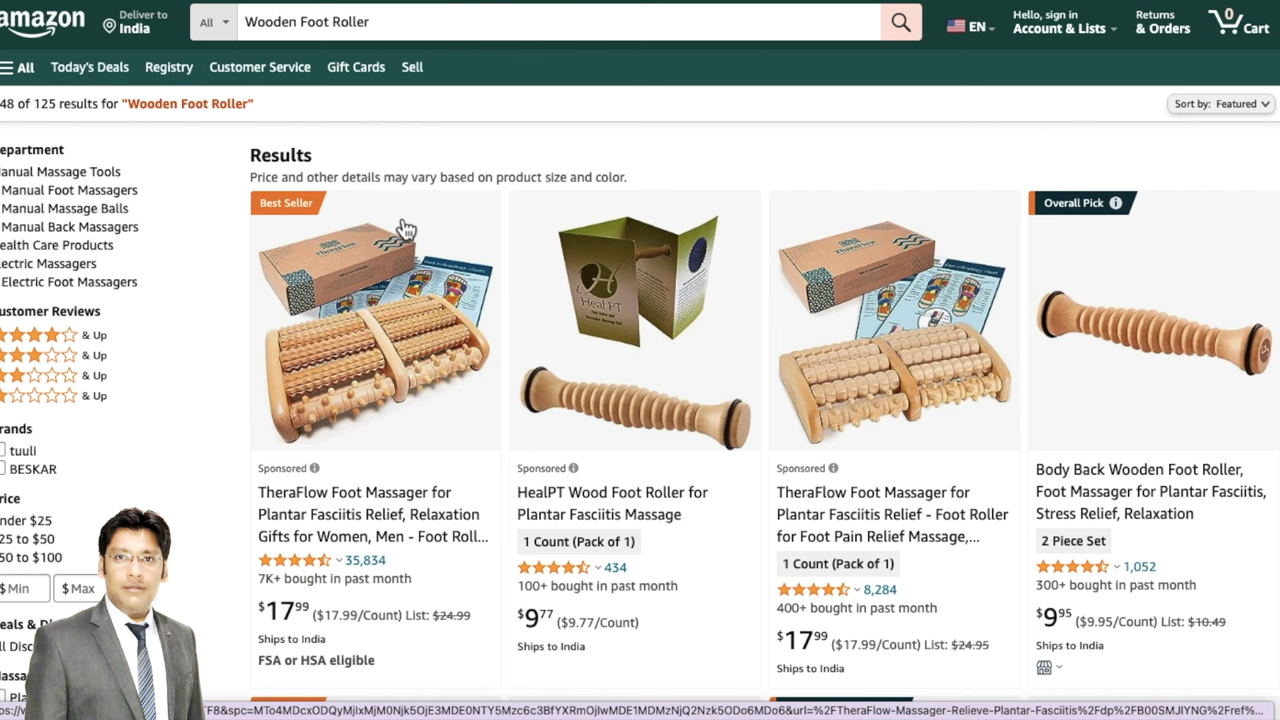 amazon
Deliver to
India
All
Wooden Foot Roller
EN
Hello, sign in
Account & Lists
Returns
& Orders
0
Cart
All
Today's Deals
Registry
Customer Service
Gift Cards
Sell
48 of 125 results for "Wooden Foot Roller"
Sort by: Featured
epartment
anual Massage Tools
Manual Foot Massagers
Manual Massage Balls
Manual Back Massagers
ealth Care Products
lectric Massagers
Electric Foot Massagers
ustomer Reviews
& Up
& Up
& Up
& Up
rands
tuuli
BESKAR
rice
nder $25
25 to $50
50 to $100
$ Min
$ Max
eals & Di
ll Disc
assa
Pla
Results
Price and other details may vary based on product size and color.
Best Seller
TheraFlow
Sponsored
TheraFlow Foot Massager for
Plantar Fasciitis Relief, Relaxation
Gifts for Women, Men - Foot Roll...
35,834
7K+ bought in past month
$17.99 ($17.99/Count) List: $24.99
Ships to India
FSA or HSA eligible
H
Heal PT
Sponsored
HealPT Wood Foot Roller for
Plantar Fasciitis Massage
1 Count (Pack of 1)
434
100+ bought in past month
$9.77 ($9.77/Count)
Ships to India
TheraFlow
Sponsored
TheraFlow Foot Massager for
Plantar Fasciitis Relief - Foot Roller
for Foot Pain Relief Massage,...
1 Count (Pack of 1)
8,284
400+ bought in past month
$17.99 ($17.99/Count) List: $24.95
Ships to India
Overall Pick
Body Back Wooden Foot Roller,
Foot Massager for Plantar Fasciitis,
Stress Relief, Relaxation
2 Piece Set
1,052
300+ bought in past month
$9.95 ($9.95/Count) List: $10.49
Ships to India